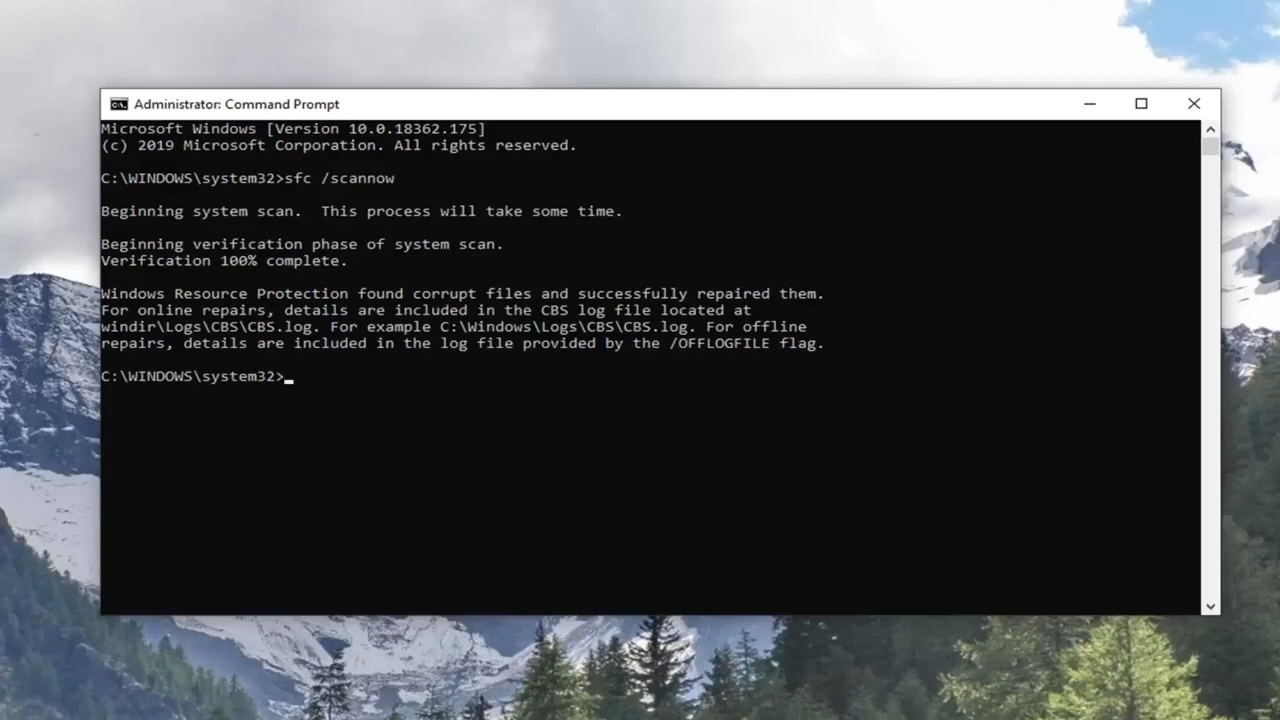 Administrator: Command Prompt
Microsoft Windows [Version 10.0.18362.175]
(c) 2019 Microsoft Corporation. All rights reserved.
C:\WINDOWS\system32>sfc /scannow
Beginning system scan.  This process will take some time.
Beginning verification phase of system scan.
Verification 100% complete.
Windows Resource Protection found corrupt files and successfully repaired them.
For online repairs, details are included in the CBS log file located at
windir\Logs\CBS\CBS.log. For example C:\Windows\Logs\CBS\CBS.log. For offline
repairs, details are included in the log file provided by the /OFFLOGFILE flag.
C:\WINDOWS\system32>